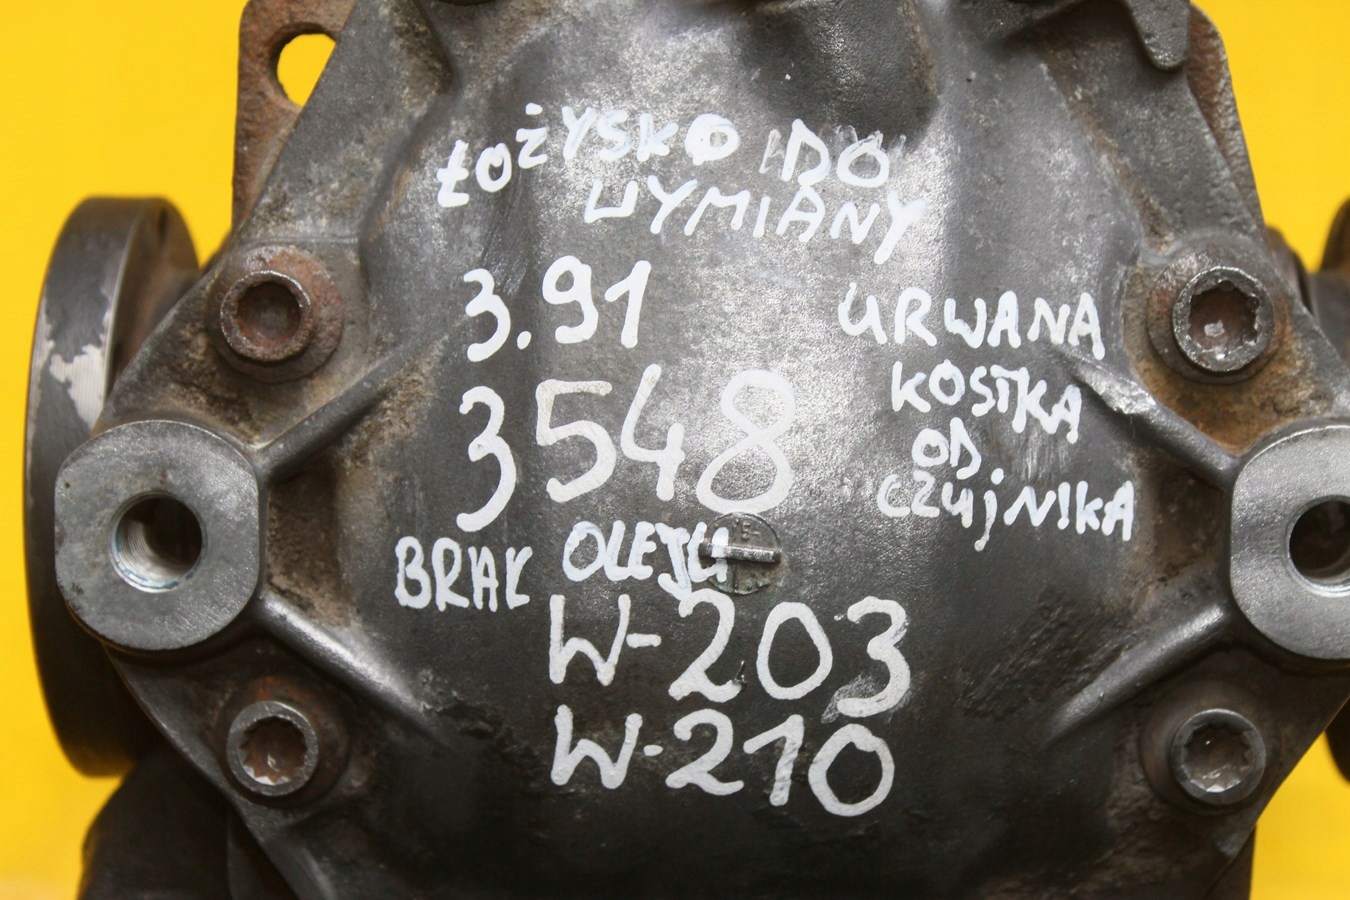 ŁOŻYSKO DO
WYMIANY
3.91
URWANA
KOSTKA
OD
CZUJNIKA
3548
BRAK OLEJU
W-203
W-210